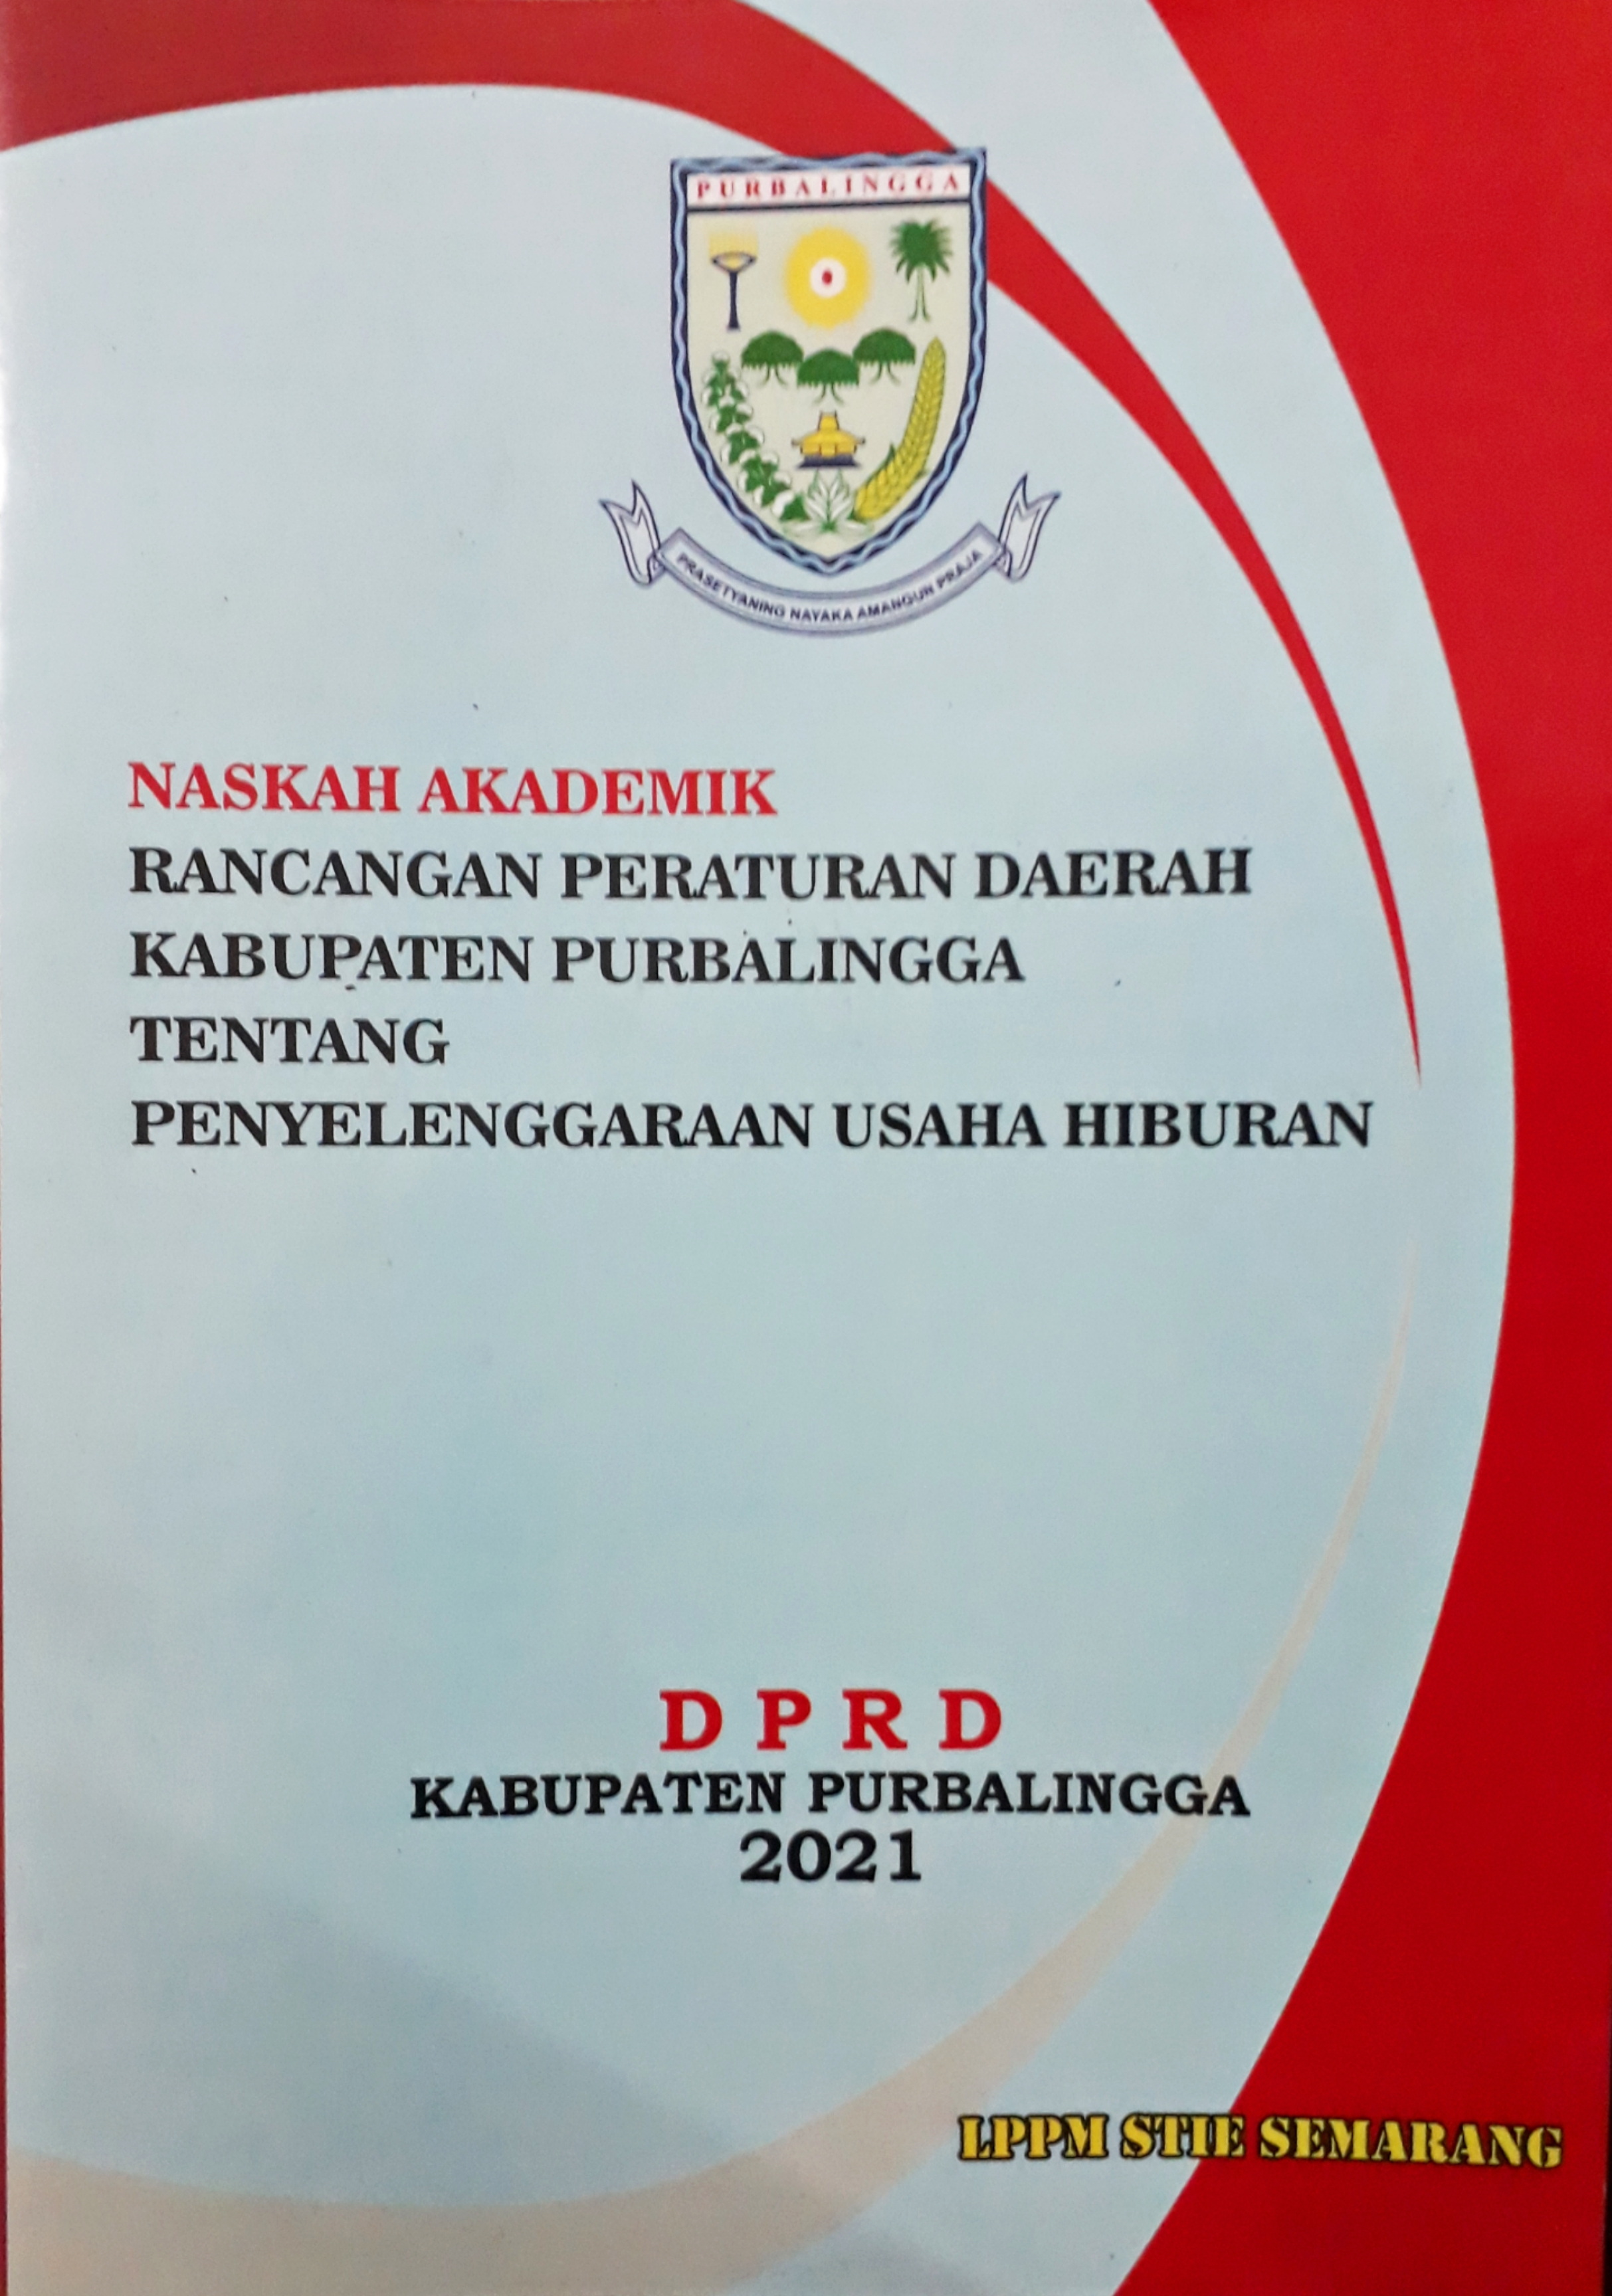 PURBALINGGA
PRASETYANING NAYAKA AMANGUN PRAJA
NASKAH AKADEMIK
RANCANGAN PERATURAN DAERAH
KABUPATEN PURBALINGGA
TENTANG
PENYELENGGARAAN USAHA HIBURAN
D P R D
KABUPATEN PURBALINGGA
2021
LPPM STIE SEMARANG